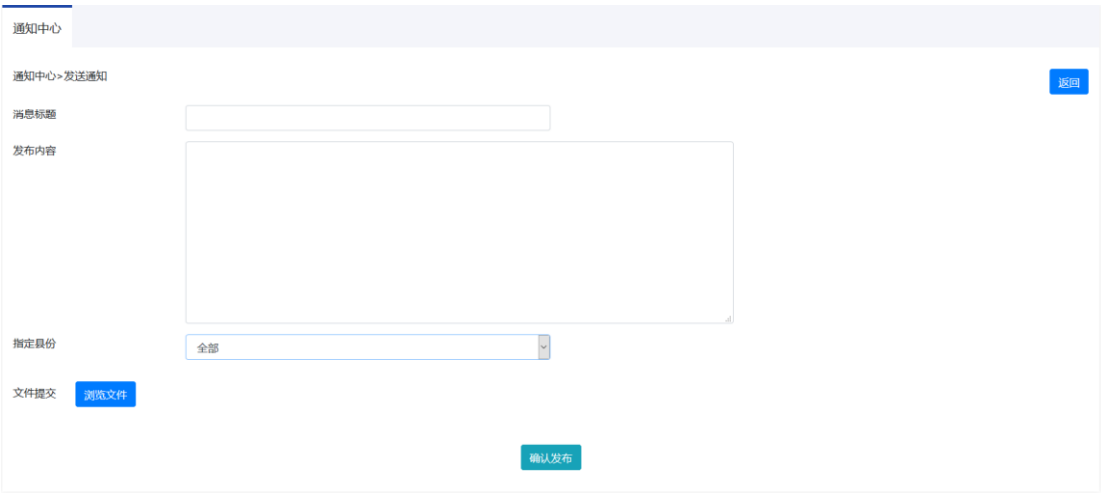 通知中心
通知中心>发送通知
返回
消息标题
发布内容
指定县份
全部
文件提交
浏览文件
确认发布